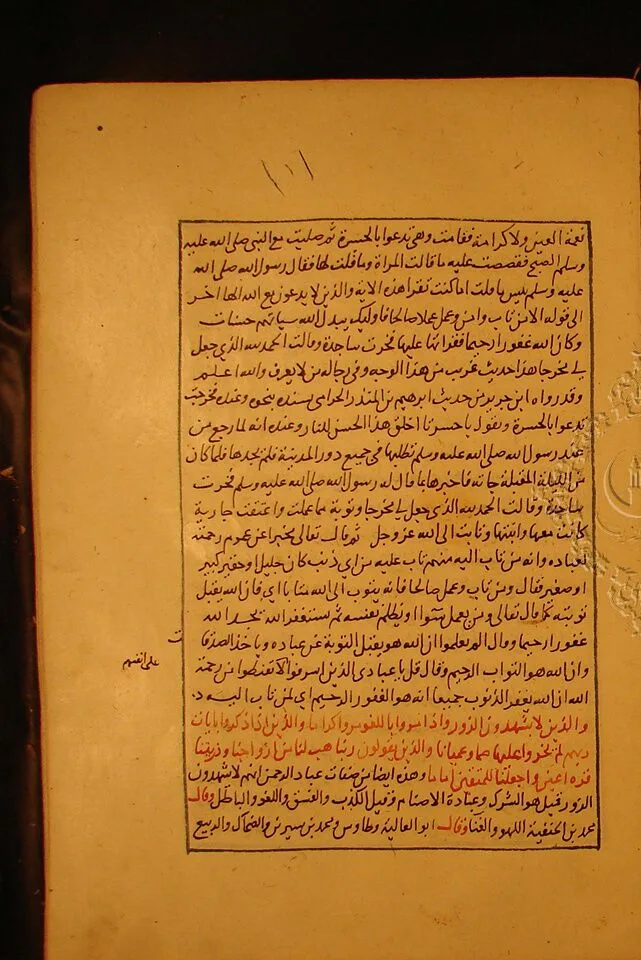 نعمة العين ولا كرامة فقامت وهي تدعوا بالحسرة ثم صليت مع النبي صلى الله عليه
وسلم الصبح فقصصت عليه ما قالت المراة وما قلت لها فقال رسول الله صلى الله
عليه وسلم بيس ما قلت اما كنت تقرا هذه الاية والذين لا يدعون مع الله الها اخر
الى قوله الا من تاب وامن وعمل عملا صالحا فاوليك يبدل الله سياتهم حسنات
وكان الله غفورا رحيما فقراتها عليها فخرت ساجدة وقالت الحمد لله الذي جعل
لي مخرجا هذا حديث غريب من هذا الوجه وفي رجاله من لا يعرف والله اعلم
وقد رواه ابن جرير من حديث ابرهيم بن المنذر الحزامي بسنده بنحوه وعنده فخرجت
تدعوا بالحسرة وتقول يا حسرتا اخلق هذا الحسن للنار وعنده انه لما رجع من
عند رسول الله صلى الله عليه وسلم تطلبها في جميع دور المدينة فلم يجدها فلما كان
من الليلة المقبلة جاته فاخبرها بما قال له رسول الله صلى الله عليه وسلم فخرت
ساجدة وقالت الحمد لله الذي جعل لي مخرجا وتوبة مما عملت واعتقت جارية
كانت معها وابنتها وتابت الى الله عز وجل ثم قال تعالى مخبرا عن عموم رحمته
بعباده وانه من تاب اليه منهم تاب عليه من اي ذنب كان جليل او حقير كبير
او صغير فقال ومن تاب وعمل صالحا فانه يتوب الى الله متابا اي فان الله يقبل
توبته كما قال تعالى ومن يعمل سوا او يظلم نفسه ثم يستغفر الله يجد الله
غفورا رحيما وقال الم يعلموا ان الله هو يقبل التوبة عن عباده وياخذ الصدقات
وان الله هو التواب الرحيم وقال قل يا عبادي الذين اسرفوا لا تقنطوا من رحمة
على انفسهم
الله ان الله يغفر الذنوب جميعا انه هو الغفور الرحيم اي لمن تاب اليه
والذين لا يشهدون الزور واذا مروا باللغو مروا كراما والذين اذا ذكروا بايات
ربهم لم يخروا عليها صما وعميانا والذين يقولون ربنا هب لنا من ازواجنا وذريتنا
قرة اعين واجعلنا للمتقين اماما وهذه ايضا من صفات عباد الرحمن انهم لا يشهدون
الزور قيل هو الشرك وعبادة الاصنام وقيل الكذب والفسق واللغو والباطل وقال
محمد بن الحنفية اللهو والغنا وقال ابو العالية وطاوس ومحمد بن سيرين والضحاك والربيع